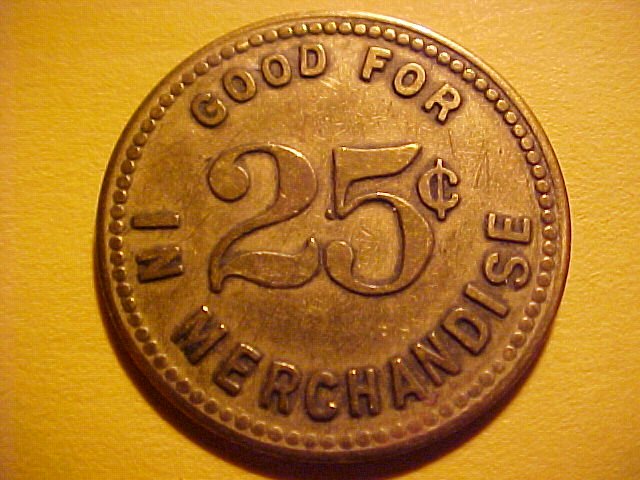 GOOD FOR
25¢
IN MERCHANDISE